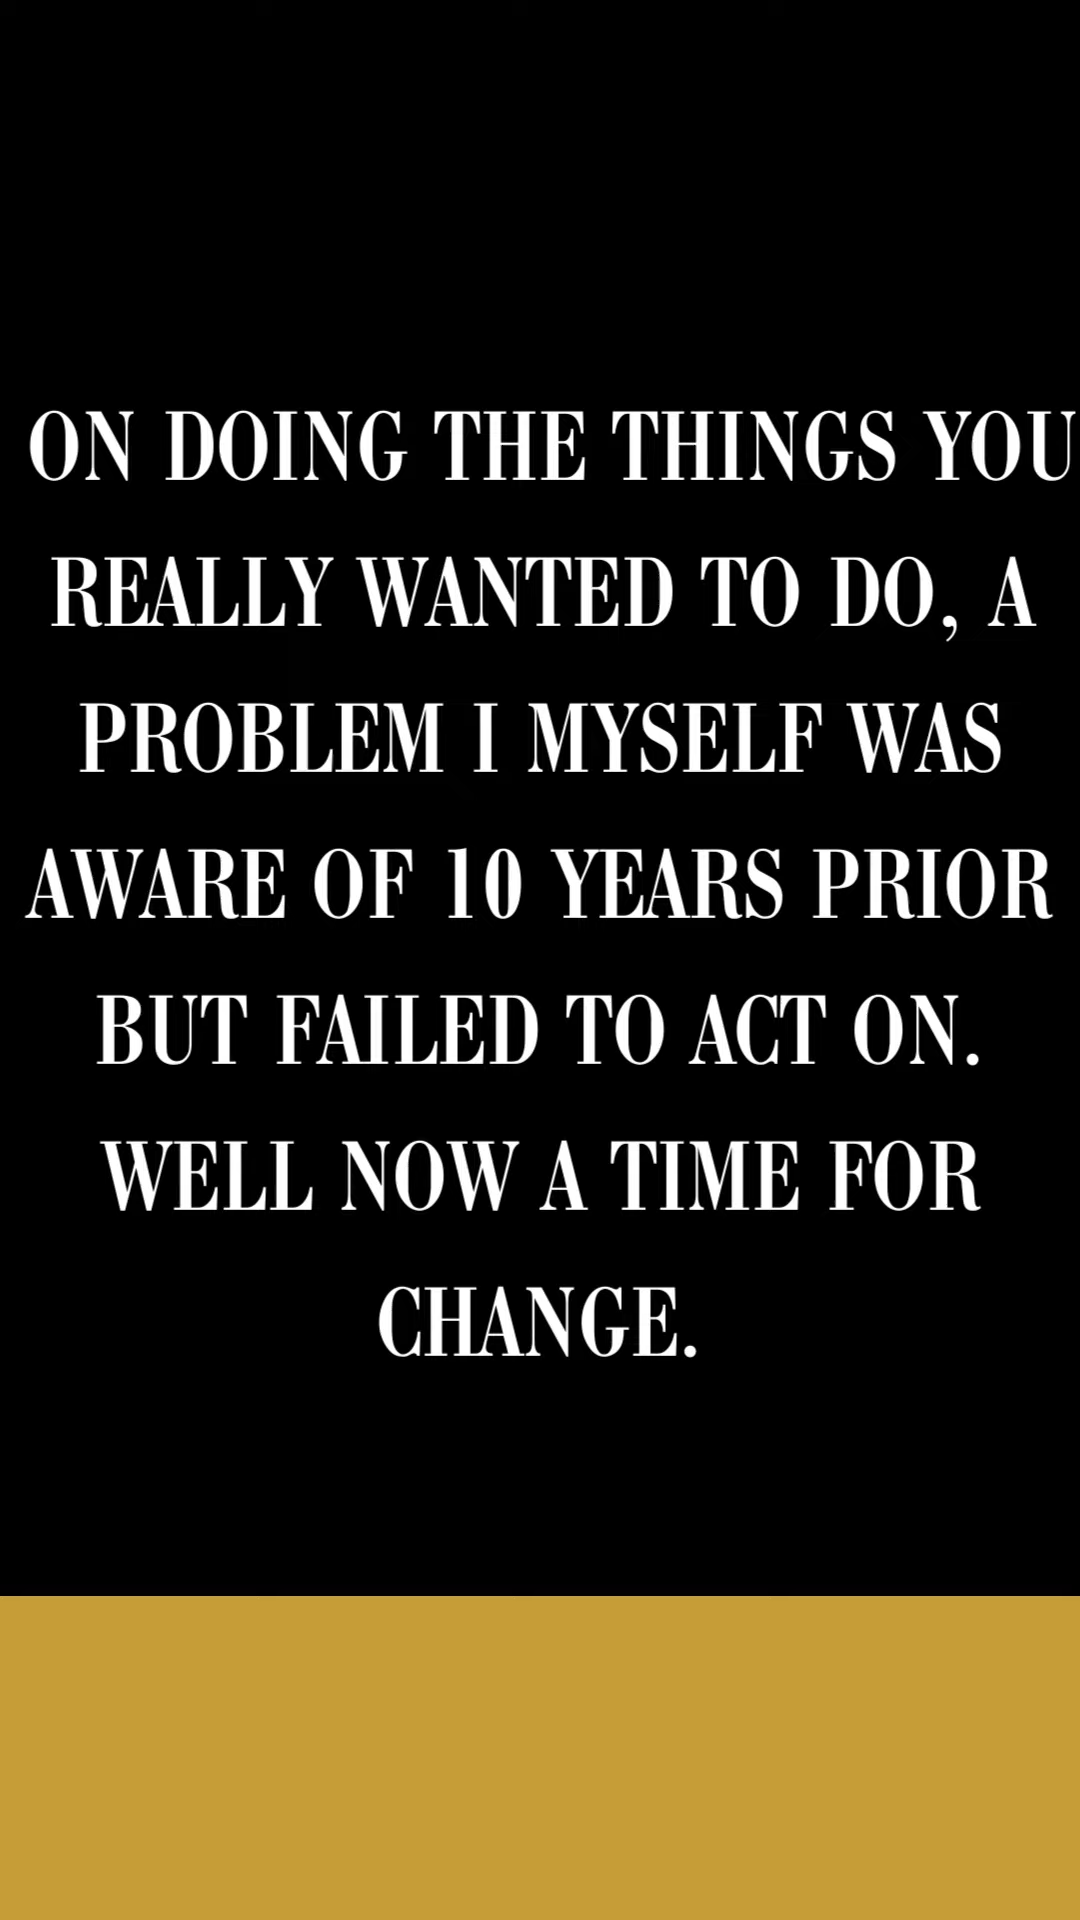 ON DOING THE THINGS YOU
REALLY WANTED TO DO, A
PROBLEM I MYSELF WAS
AWARE OF 10 YEARS PRIOR
BUT FAILED TO ACT ON.
WELL NOW A TIME FOR
CHANGE.